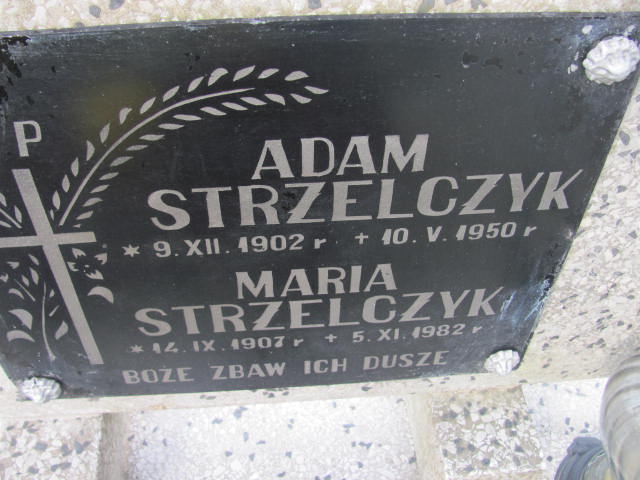 P
ADAM
STRZELCZYK
* 9. XII. 1902 r + 10. V. 1950 r
MARIA
STRZELCZYK
* 14. IX. 1907 r + 5. XI. 1982 r
BOŻE ZBAW ICH DUSZE